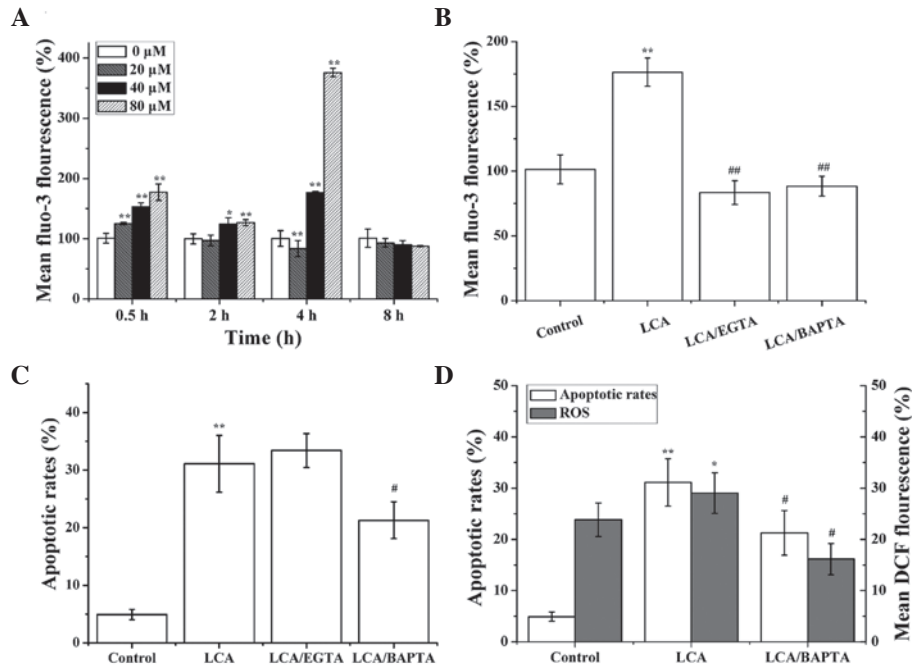 A
Mean fluo-3 flourescence (%)
400
300
200
100
0
0 µM
20 µM
40 µM
80 µM
**
**
**
*
**
**
**
**
0.5 h
2 h
4 h
8 h
Time (h)
B
Mean fluo-3 flourescence (%)
200
150
100
50
0
**
##
##
Control
LCA
LCA/EGTA
LCA/BAPTA
C
Apoptotic rates (%)
40
30
20
10
0
**
#
Control
LCA
LCA/EGTA
LCA/BAPTA
D
Apoptotic rates (%)
50
40
30
20
10
0
Apoptotic rates
ROS
**
*
#
#
Control
LCA
LCA/BAPTA
50
40
30
20
10
0
Mean DCF flourescence (%)